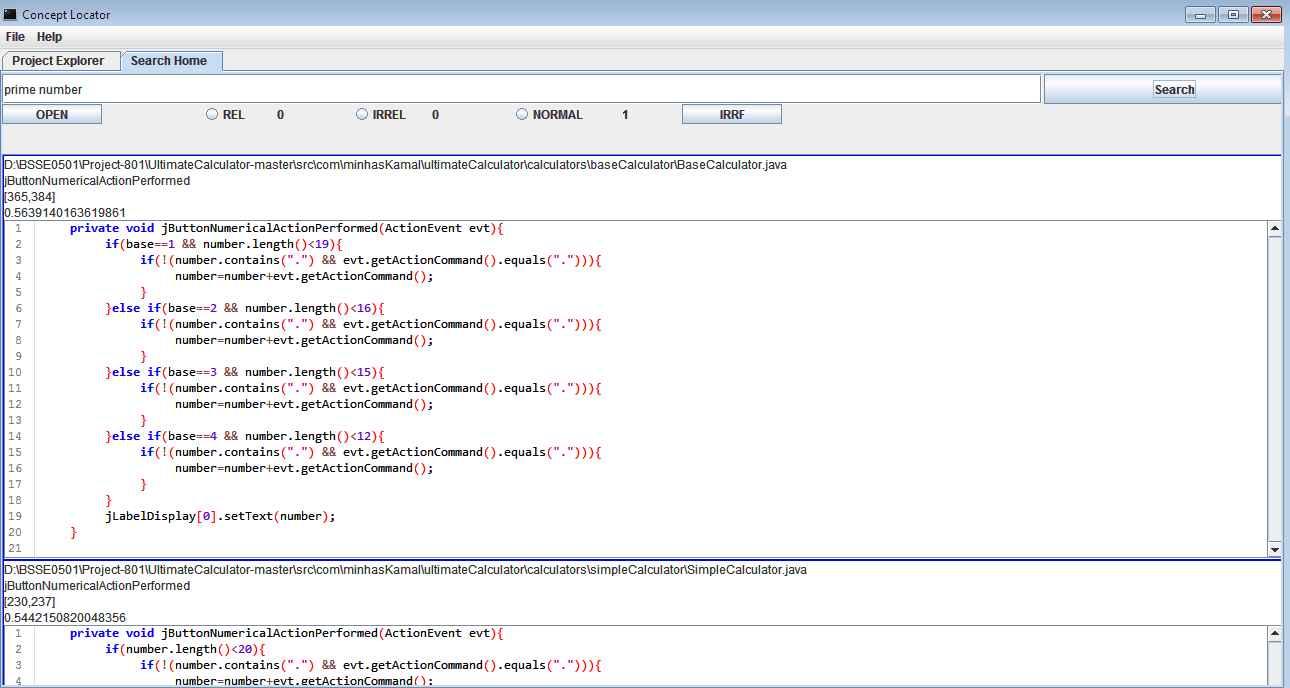 Concept Locator
File Help
Project Explorer Search Home
prime number Search
OPEN REL 0 IRREL 0 NORMAL 1 IRRF
D:\BSSE0501\Project-801\UltimateCalculator-master\src\com\minhasKamal\ultimateCalculator\calculators\baseCalculator\BaseCalculator.java
jButtonNumericalActionPerformed
[365,384]
0.5639140163619861
1 private void jButtonNumericalActionPerformed(ActionEvent evt){
2 if(base==1 && number.length()<19){
3 if(!(number.contains(".") && evt.getActionCommand().equals("."))){
4 number=number+evt.getActionCommand();
5 }
6 }else if(base==2 && number.length()<16){
7 if(!(number.contains(".") && evt.getActionCommand().equals("."))){
8 number=number+evt.getActionCommand();
9 }
10 }else if(base==3 && number.length()<15){
11 if(!(number.contains(".") && evt.getActionCommand().equals("."))){
12 number=number+evt.getActionCommand();
13 }
14 }else if(base==4 && number.length()<12){
15 if(!(number.contains(".") && evt.getActionCommand().equals("."))){
16 number=number+evt.getActionCommand();
17 }
18 }
19 jLabelDisplay[0].setText(number);
20 }
21
D:\BSSE0501\Project-801\UltimateCalculator-master\src\com\minhasKamal\ultimateCalculator\calculators\simpleCalculator\SimpleCalculator.java
jButtonNumericalActionPerformed
[230,237]
0.5442150820048356
1 private void jButtonNumericalActionPerformed(ActionEvent evt){
2 if(number.length()<20){
3 if(!(number.contains(".") && evt.getActionCommand().equals("."))){
4 number=number+evt.getActionCommand();